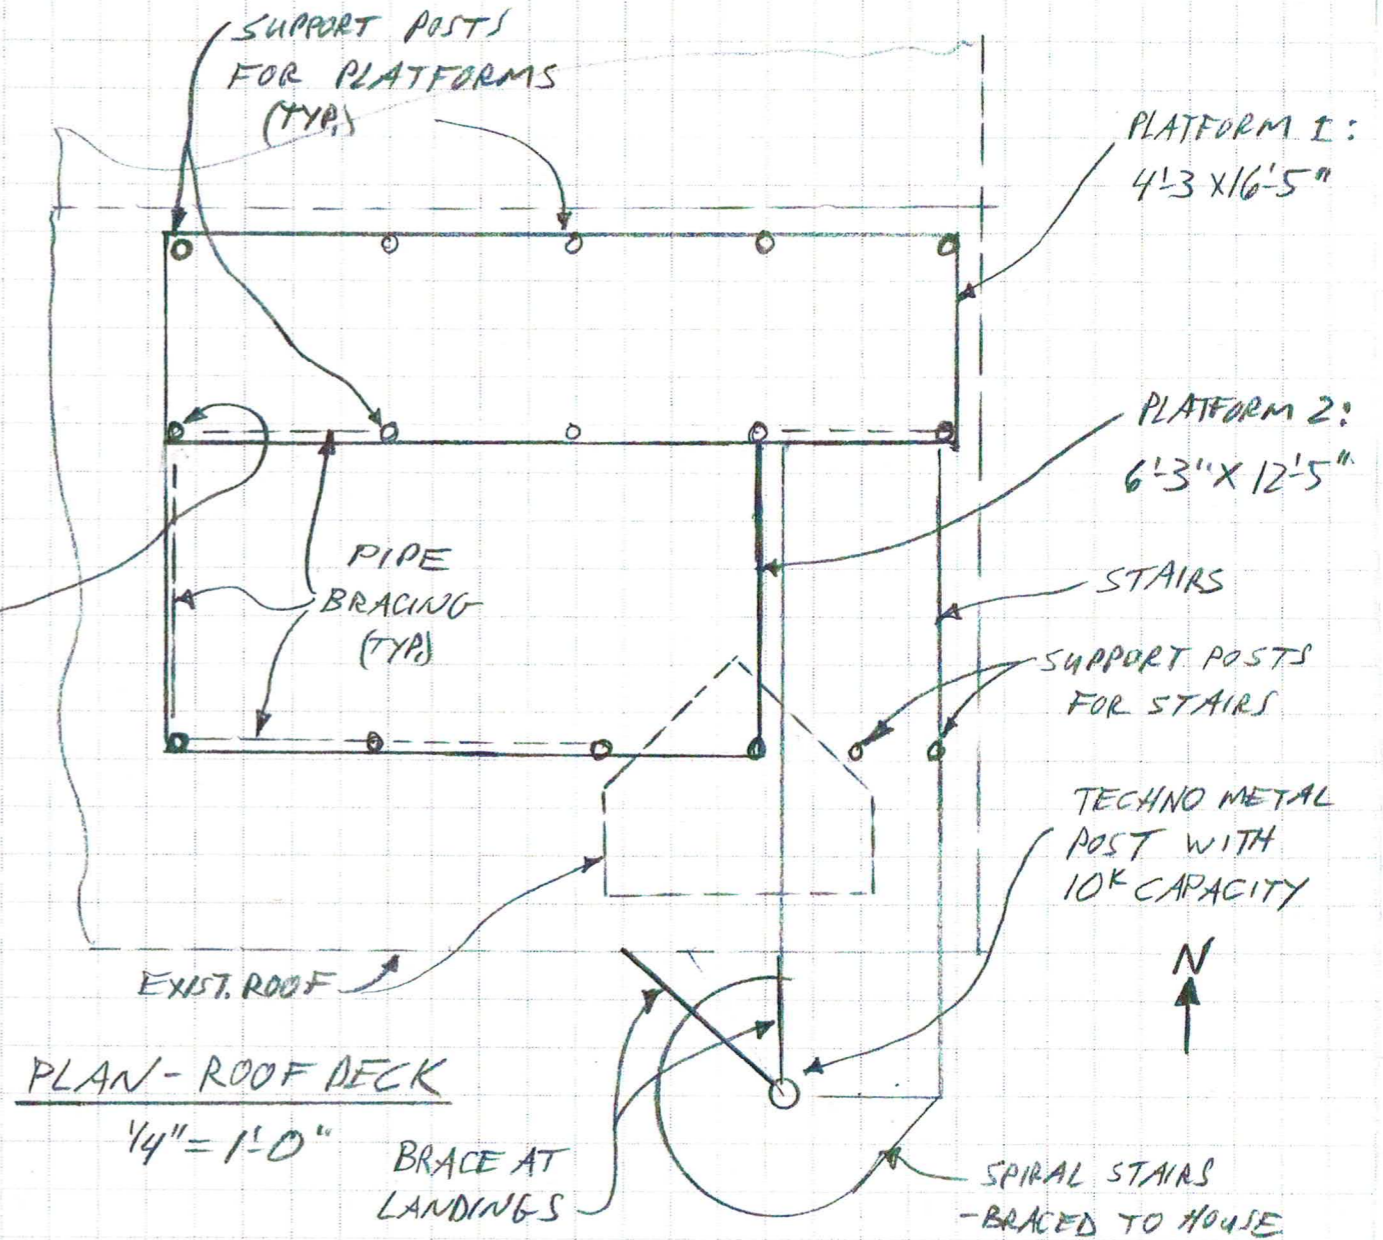 SUPPORT POSTS
FOR PLATFORMS
(TYP.)
PLATFORM 1:
4'-3 X 16'-5"
PLATFORM 2:
6'-3" X 12'-5"
PIPE
BRACING
(TYP.)
STAIRS
SUPPORT POSTS
FOR STAIRS
TECHNO METAL
POST WITH
10K CAPACITY
N
EXIST. ROOF
PLAN - ROOF DECK
1/4" = 1'-0"
BRACE AT
LANDINGS
SPIRAL STAIRS
-BRACED TO HOUSE